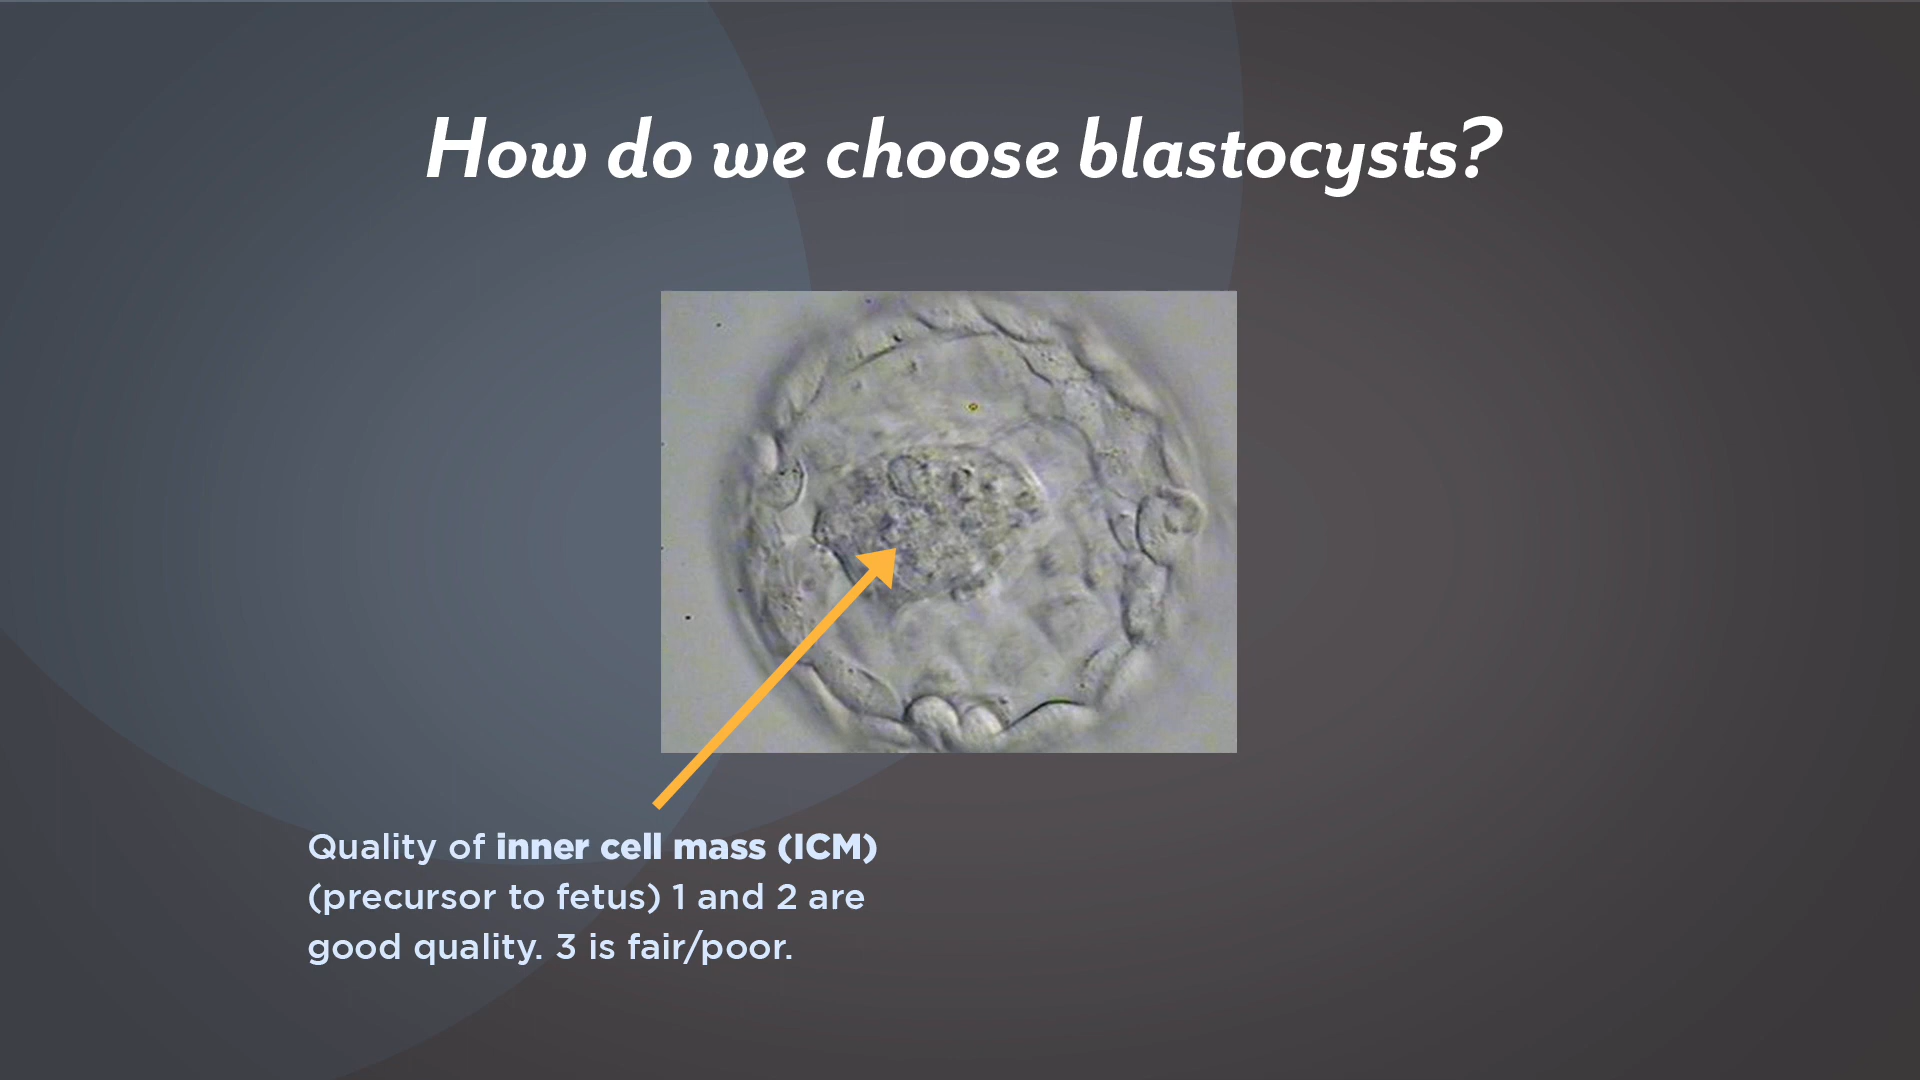 How do we choose blastocysts?
Quality of inner cell mass (ICM)
(precursor to fetus) 1 and 2 are
good quality. 3 is fair/poor.